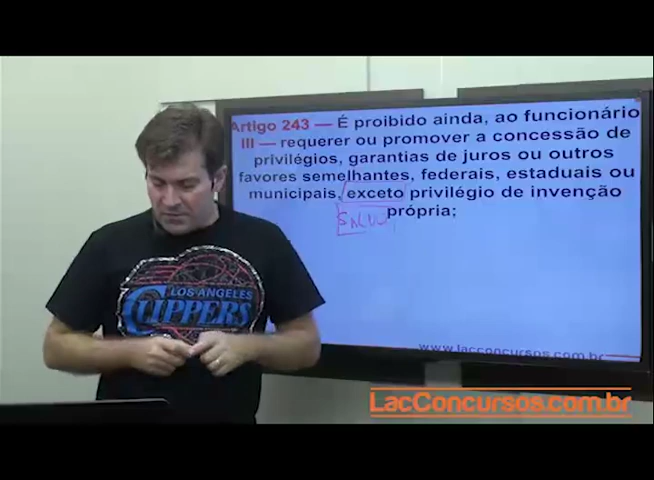 Artigo 243 — É proibido ainda, ao funcionário
III — requerer ou promover a concessão de
privilégios, garantias de juros ou outros
favores semelhantes, federais, estaduais ou
municipais, exceto privilégio de invenção
própria;
SALVO
LOS ANGELES
CLIPPERS
www.lacconcursos.com.br
LacConcursos.com.br